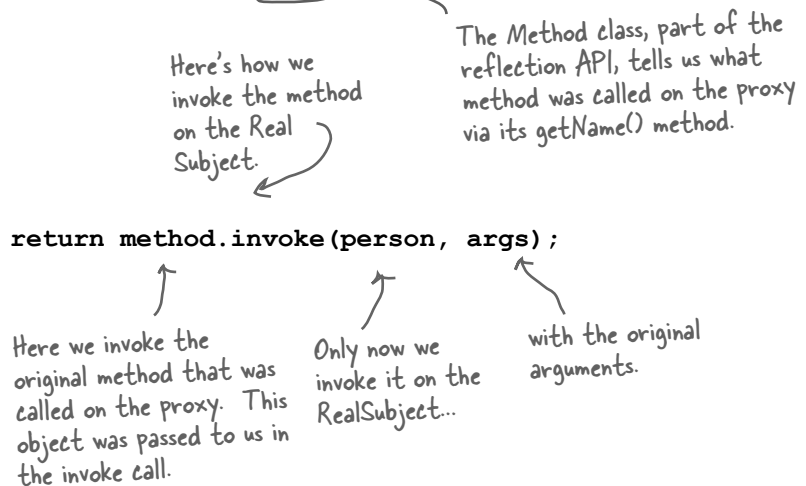 The Method class, part of the
reflection API, tells us what
method was called on the proxy
via its getName() method.
Here's how we
invoke the method
on the Real
Subject.
return method.invoke(person, args);
Here we invoke the
original method that was
called on the proxy. This
object was passed to us in
the invoke call.
Only now we
invoke it on the
RealSubject...
with the original
arguments.